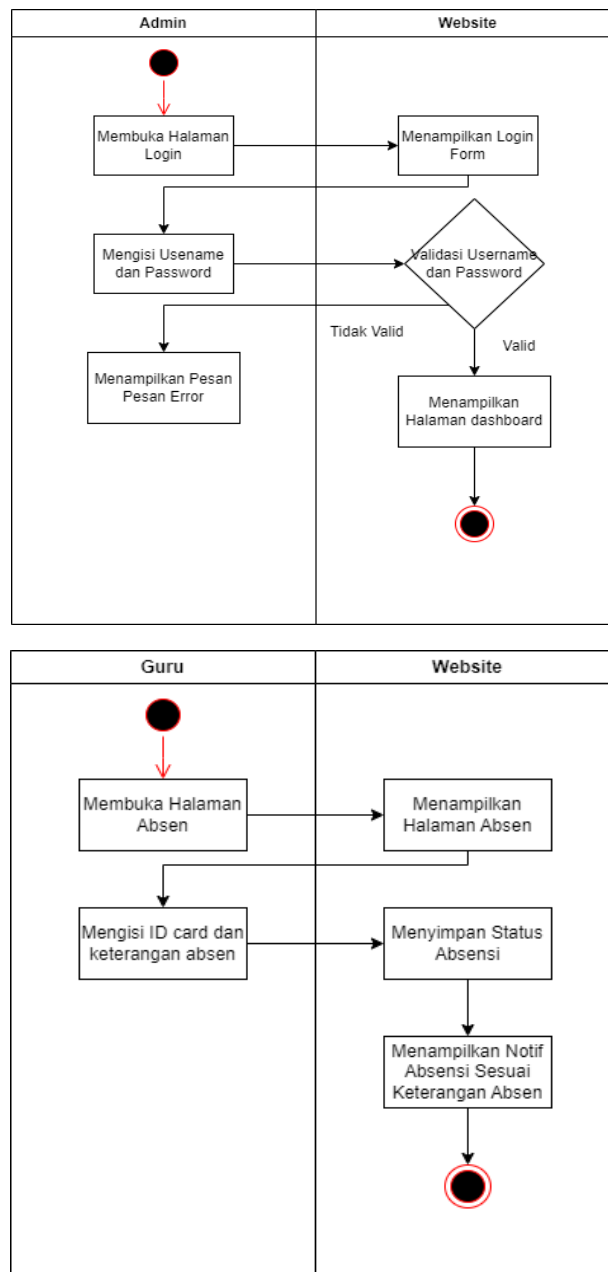 Admin
Website
Membuka Halaman
Login
Menampilkan Login
Form
Mengisi Usename
dan Password
Validasi Username
dan Password
Tidak Valid
Valid
Menampilkan Pesan
Pesan Error
Menampilkan
Halaman dashboard
Guru
Website
Membuka Halaman
Absen
Menampilkan
Halaman Absen
Mengisi ID card dan
keterangan absen
Menyimpan Status
Absensi
Menampilkan Notif
Absensi Sesuai
Keterangan Absen